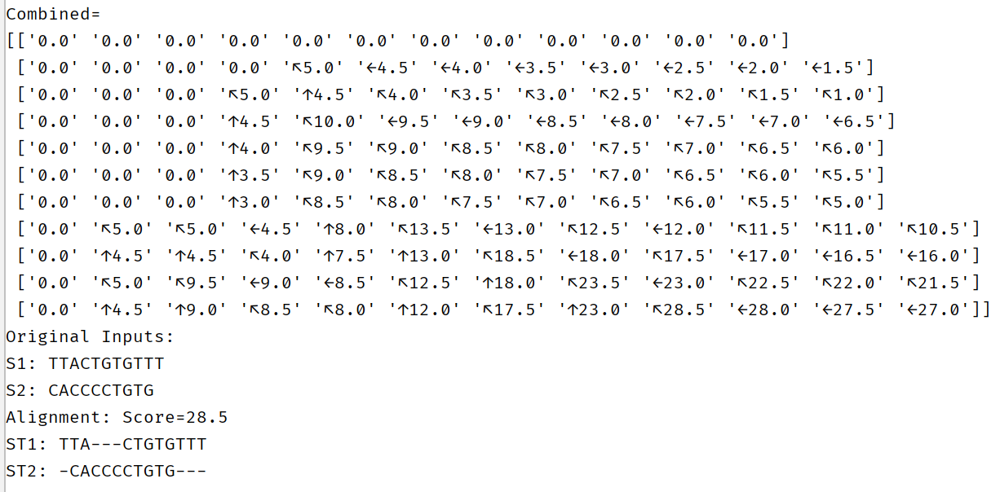 Combined=
[['0.0' '0.0' '0.0' '0.0' '0.0' '0.0' '0.0' '0.0' '0.0' '0.0' '0.0' '0.0']
 ['0.0' '0.0' '0.0' '0.0' '↖5.0' '←4.5' '←4.0' '←3.5' '←3.0' '←2.5' '←2.0' '←1.5']
 ['0.0' '0.0' '0.0' '↖5.0' '↑4.5' '↖4.0' '↖3.5' '↖3.0' '↖2.5' '↖2.0' '↖1.5' '↖1.0']
 ['0.0' '0.0' '0.0' '↑4.5' '↖10.0' '←9.5' '←9.0' '←8.5' '←8.0' '←7.5' '←7.0' '←6.5']
 ['0.0' '0.0' '0.0' '↑4.0' '↖9.5' '↖9.0' '↖8.5' '↖8.0' '↖7.5' '↖7.0' '↖6.5' '↖6.0']
 ['0.0' '0.0' '0.0' '↑3.5' '↖9.0' '↖8.5' '↖8.0' '↖7.5' '↖7.0' '↖6.5' '↖6.0' '↖5.5']
 ['0.0' '0.0' '0.0' '↑3.0' '↖8.5' '↖8.0' '↖7.5' '↖7.0' '↖6.5' '↖6.0' '↖5.5' '↖5.0']
 ['0.0' '↖5.0' '↖5.0' '←4.5' '↑8.0' '↖13.5' '←13.0' '↖12.5' '←12.0' '↖11.5' '↖11.0' '↖10.5']
 ['0.0' '↑4.5' '↑4.5' '↖4.0' '↑7.5' '↑13.0' '↖18.5' '←18.0' '↖17.5' '←17.0' '←16.5' '←16.0']
 ['0.0' '↖5.0' '↖9.5' '←9.0' '←8.5' '↖12.5' '↑18.0' '↖23.5' '←23.0' '↖22.5' '↖22.0' '↖21.5']
 ['0.0' '↑4.5' '↑9.0' '↖8.5' '↖8.0' '↑12.0' '↖17.5' '↑23.0' '↖28.5' '←28.0' '←27.5' '←27.0']]
Original Inputs:
S1: TTACTGTGTTT
S2: CACCCCTGTG
Alignment: Score=28.5
ST1: TTA---CTGTGTTT
ST2: -CACCCCTGTG---